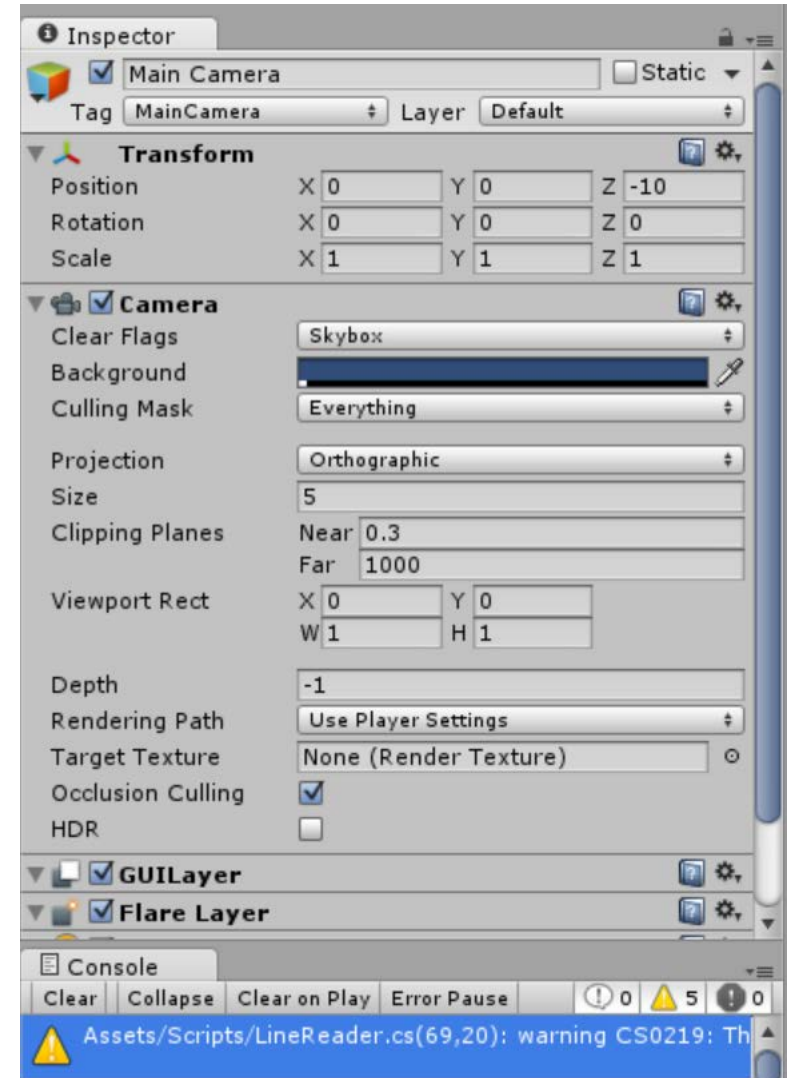 Inspector
Main Camera Static
Tag MainCamera Layer Default
Transform
Position X 0 Y 0 Z -10
Rotation X 0 Y 0 Z 0
Scale X 1 Y 1 Z 1
Camera
Clear Flags Skybox
Background
Culling Mask Everything
Projection Orthographic
Size 5
Clipping Planes Near 0.3
Far 1000
Viewport Rect X 0 Y 0
W 1 H 1
Depth -1
Rendering Path Use Player Settings
Target Texture None (Render Texture)
Occlusion Culling
HDR
GUILayer
Flare Layer
Console
Clear Collapse Clear on Play Error Pause 0 5 0
Assets/Scripts/LineReader.cs(69,20): warning CS0219: Th